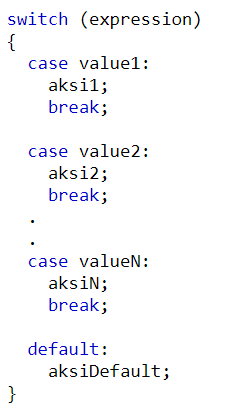 switch (expression)
{
  case value1:
    aksi1;
    break;

  case value2:
    aksi2;
    break;
  .
  .
  case valueN:
    aksiN;
    break;

  default:
    aksiDefault;
}